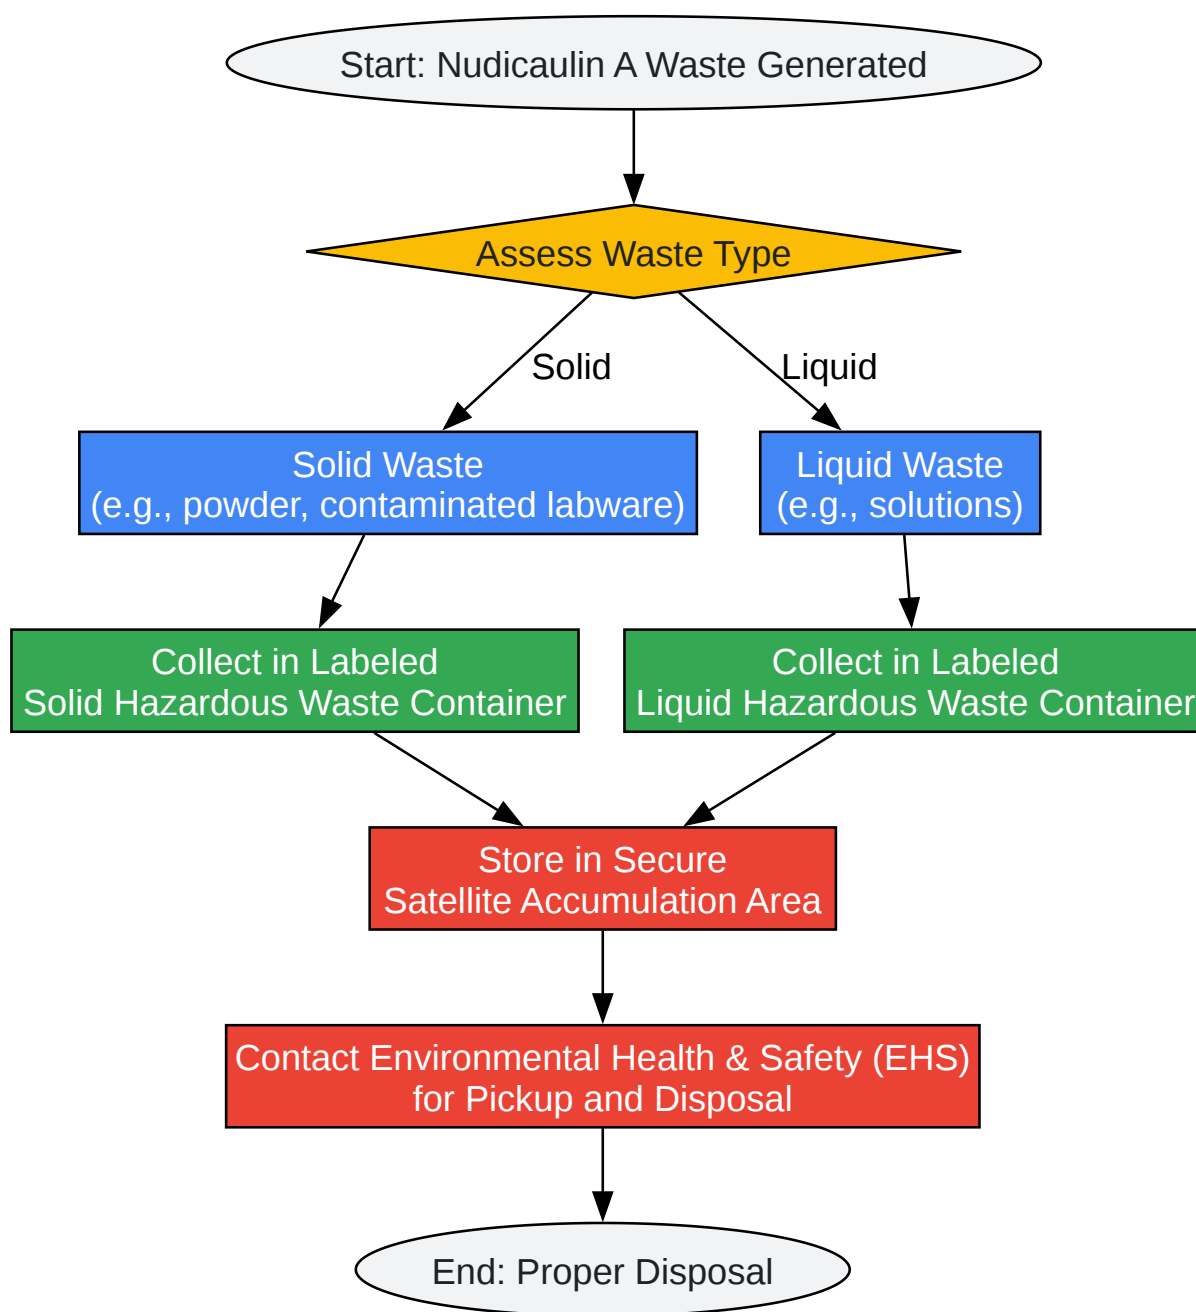 Start: Nudicaulin A Waste Generated
Assess Waste Type
Solid
Liquid
Solid Waste
(e.g., powder, contaminated labware)
Liquid Waste
(e.g., solutions)
Collect in Labeled
Solid Hazardous Waste Container
Collect in Labeled
Liquid Hazardous Waste Container
Store in Secure
Satellite Accumulation Area
Contact Environmental Health & Safety (EHS)
for Pickup and Disposal
End: Proper Disposal